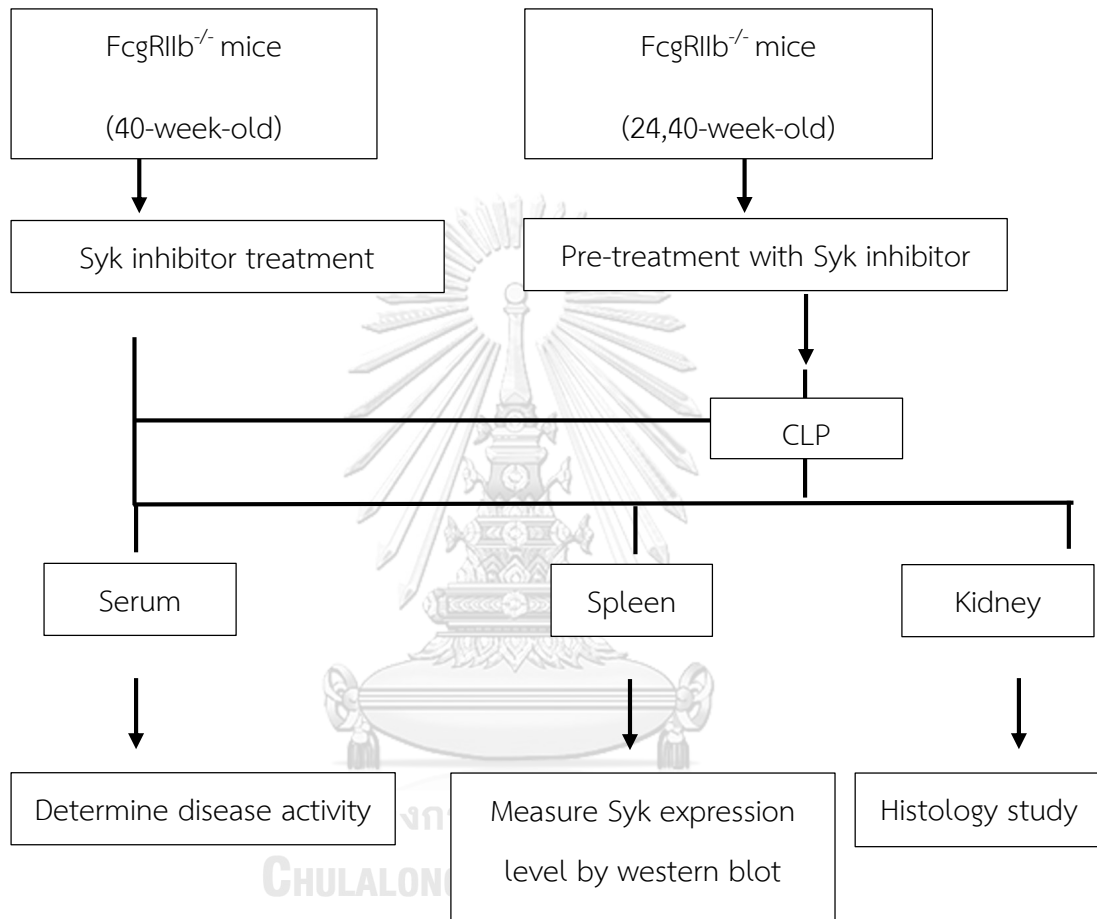 FcgRIIb-/- mice
(40-week-old)
FcgRIIb-/- mice
(24,40-week-old)
Syk inhibitor treatment
Pre-treatment with Syk inhibitor
CLP
Serum
Spleen
Kidney
Determine disease activity
Measure Syk expression
level by western blot
Histology study
CHULALON